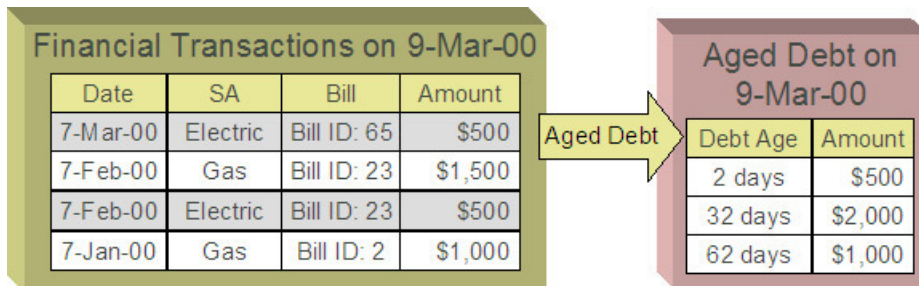 Financial Transactions on 9-Mar-00
Date SA Bill Amount
7-Mar-00 Electric Bill ID: 65 $500
7-Feb-00 Gas Bill ID: 23 $1,500
7-Feb-00 Electric Bill ID: 23 $500
7-Jan-00 Gas Bill ID: 2 $1,000
Aged Debt
Aged Debt on
9-Mar-00
Debt Age Amount
2 days $500
32 days $2,000
62 days $1,000